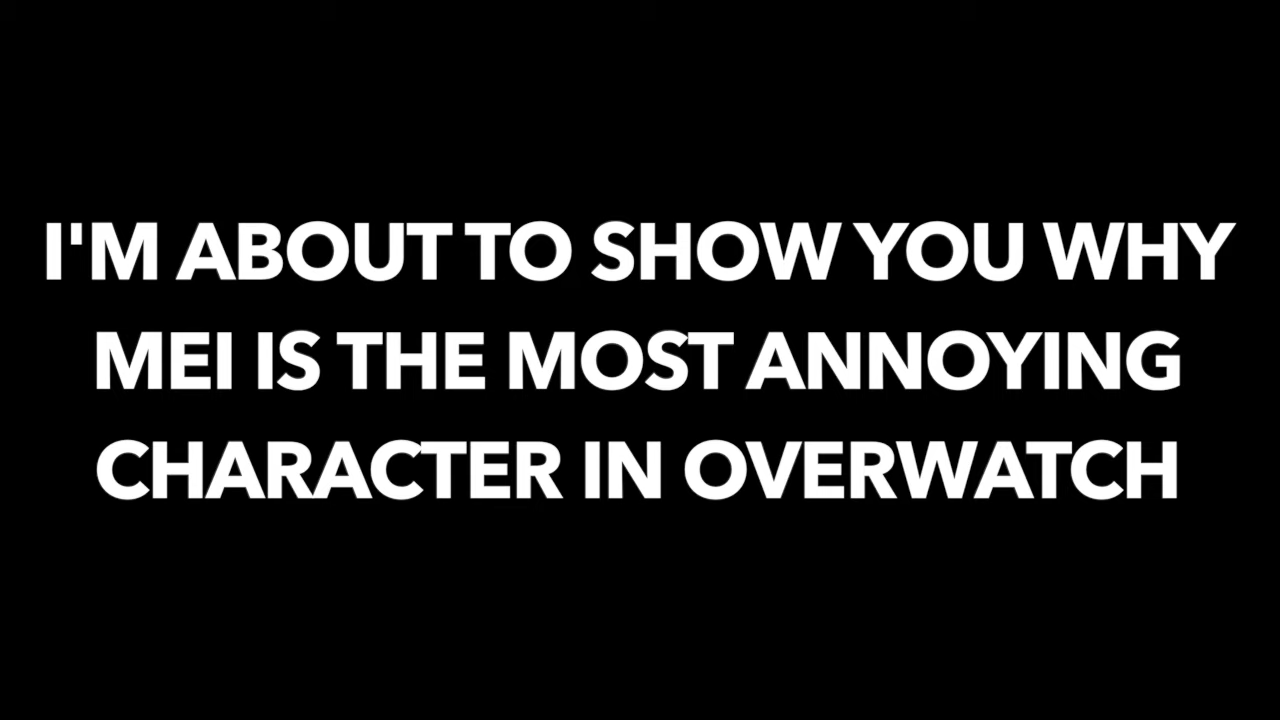 I'M ABOUT TO SHOW YOU WHY
MEI IS THE MOST ANNOYING
CHARACTER IN OVERWATCH